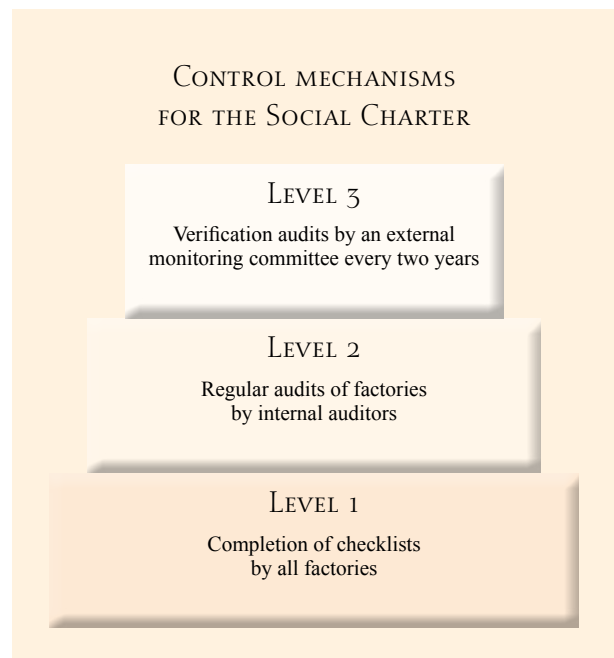 Control mechanisms
for the Social Charter
Level 3
Verification audits by an external
monitoring committee every two years
Level 2
Regular audits of factories
by internal auditors
Level 1
Completion of checklists
by all factories